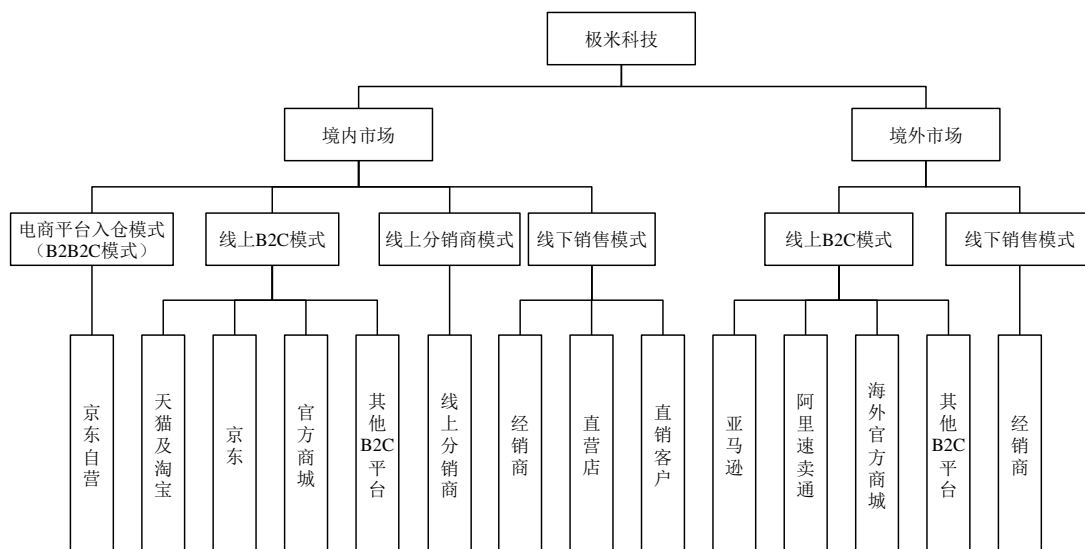 极米科技
境内市场
境外市场
电商平台入仓模式
（B2B2C模式）
线上B2C模式
线上分销商模式
线下销售模式
线上B2C模式
线下销售模式
京东自营
天猫及淘宝
京东
官方商城
其他B2C平台
线上分销商
经销商
直营店
直销客户
亚马逊
阿里速卖通
海外官方商城
其他B2C平台
经销商